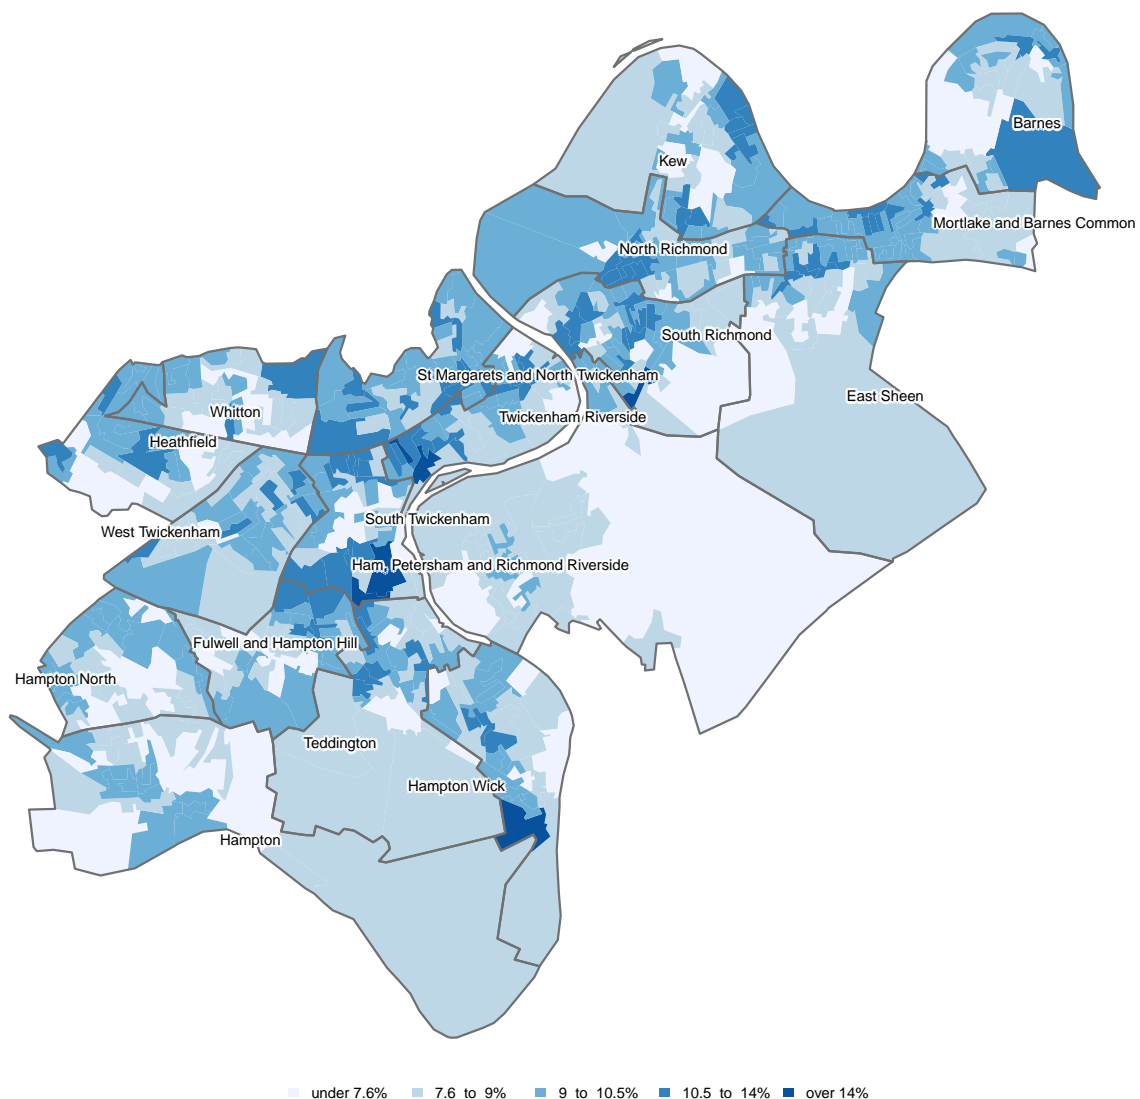 Barnes
Kew
Mortlake and Barnes Common
North Richmond
South Richmond
St Margarets and North Twickenham
East Sheen
Whitton
Twickenham Riverside
Heathfield
South Twickenham
West Twickenham
Ham, Petersham and Richmond Riverside
Fulwell and Hampton Hill
Hampton North
Teddington
Hampton Wick
Hampton
under 7.6% 7.6 to 9% 9 to 10.5% 10.5 to 14% over 14%